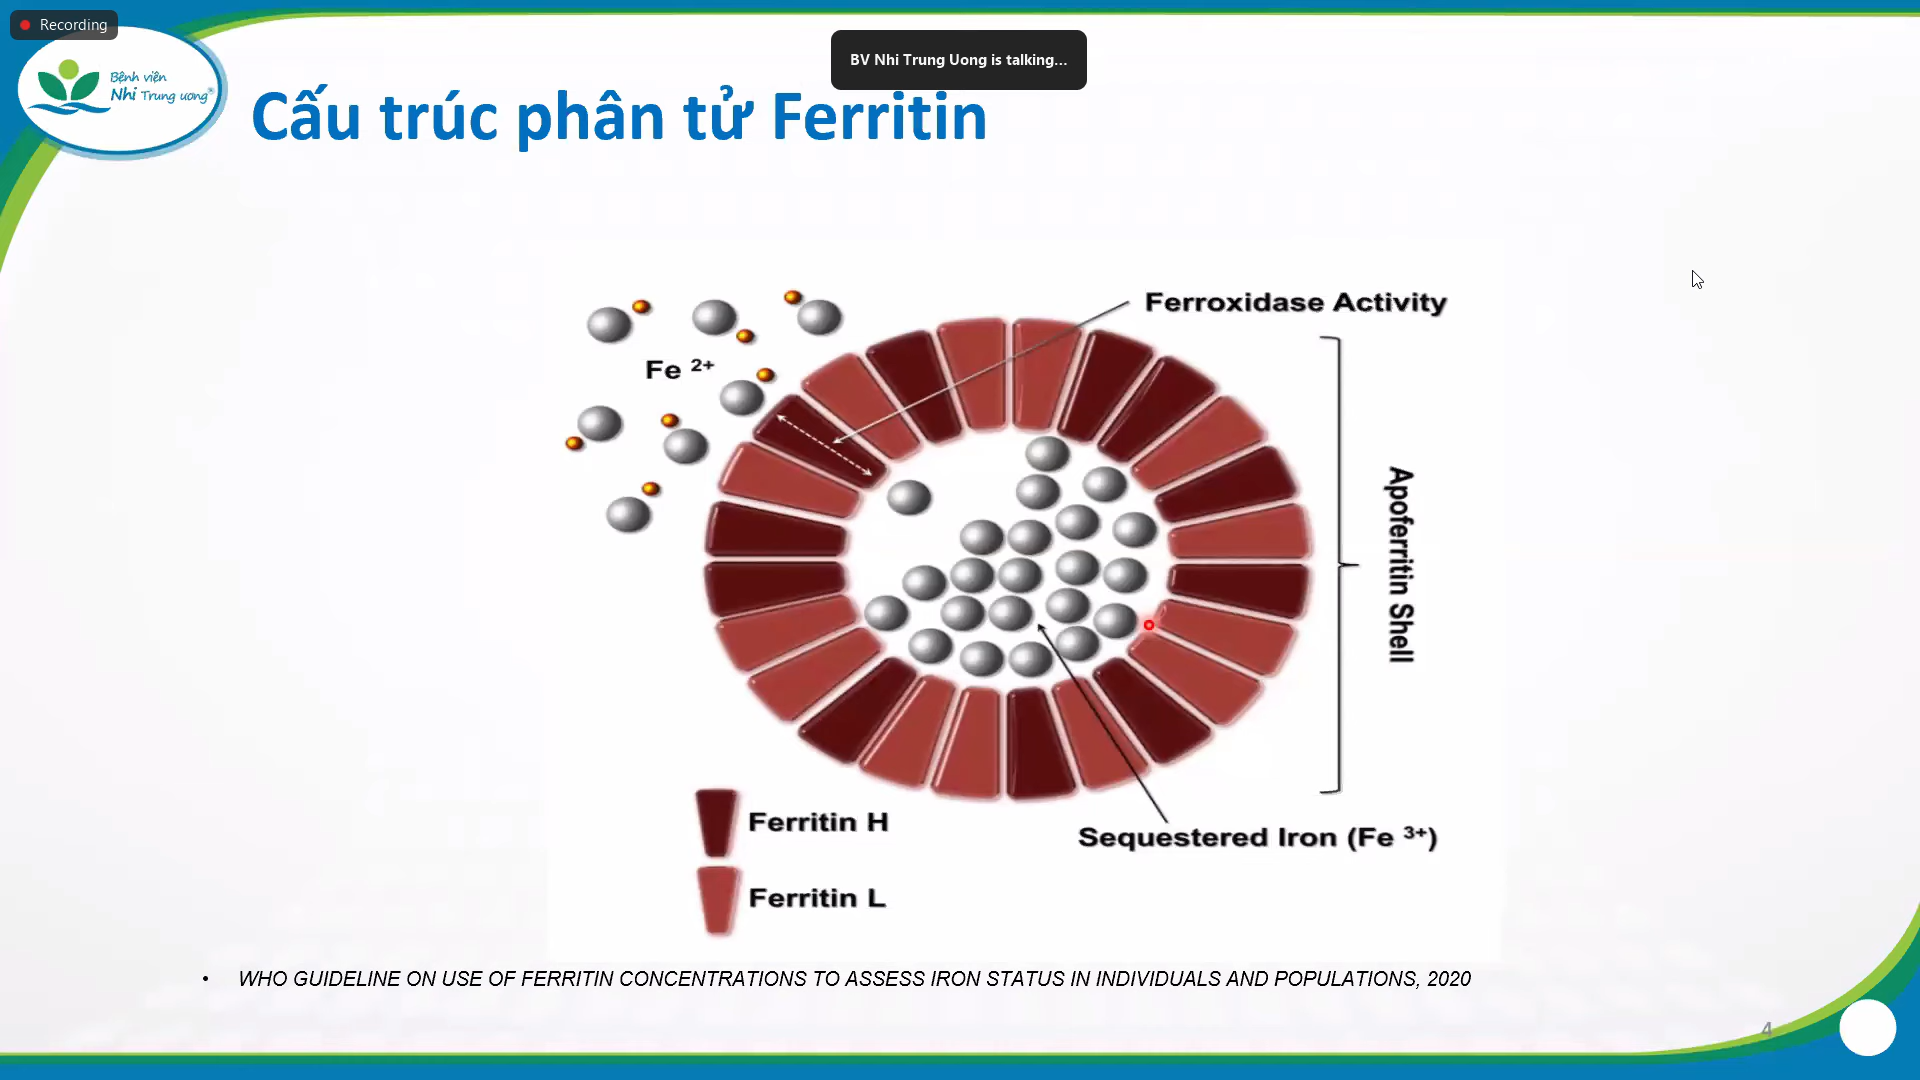 Recording
BV Nhi Trung Uong is talking...
Bệnh viện
Nhi Trung ương®
Cấu trúc phân tử Ferritin
Ferroxidase Activity
Fe 2+
Apoferritin Shell
Ferritin H
Sequestered Iron (Fe 3+)
Ferritin L
• WHO GUIDELINE ON USE OF FERRITIN CONCENTRATIONS TO ASSESS IRON STATUS IN INDIVIDUALS AND POPULATIONS, 2020
4